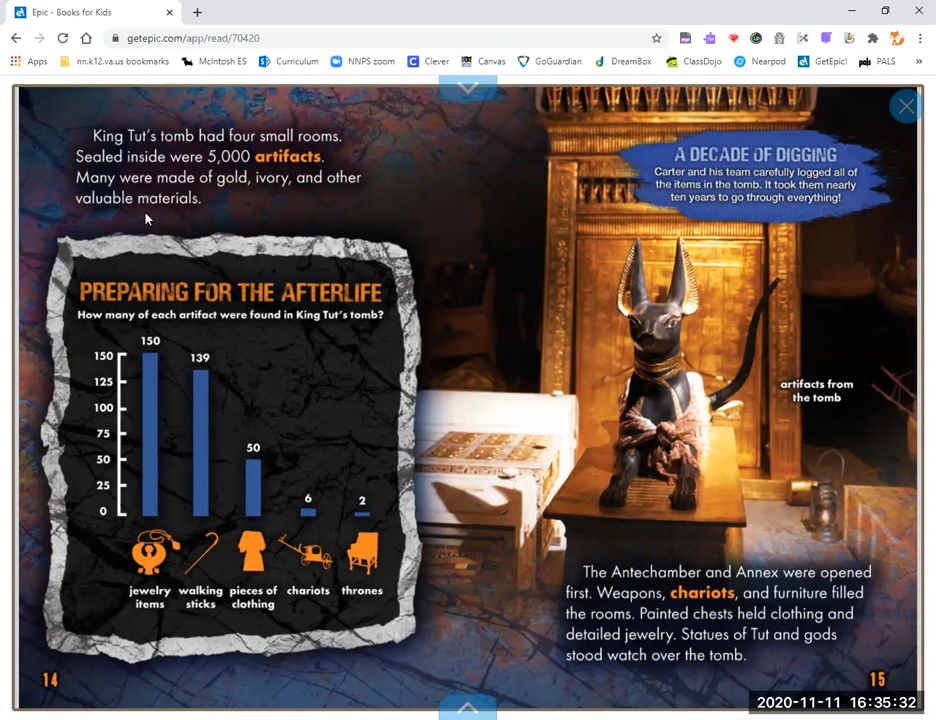 Epic - Books for Kids
getepic.com/app/read/70420
Apps
nn.k12.va.us bookmarks
McIntosh ES
Curriculum
NNPS zoom
Clever
Canvas
GoGuardian
DreamBox
ClassDojo
Nearpod
GetEpic!
PALS
King Tut's tomb had four small rooms.
Sealed inside were 5,000 artifacts.
Many were made of gold, ivory, and other
valuable materials.
PREPARING FOR THE AFTERLIFE
How many of each artifact were found in King Tut's tomb?
150
125
100
75
50
25
0
150
139
50
6
2
jewelry
items
walking
sticks
pieces of
clothing
chariots
thrones
14
A DECADE OF DIGGING
Carter and his team carefully logged all of
the items in the tomb. It took them nearly
ten years to go through everything!
artifacts from
the tomb
The Antechamber and Annex were opened
first. Weapons, chariots, and furniture filled
the rooms. Painted chests held clothing and
detailed jewelry. Statues of Tut and gods
stood watch over the tomb.
15
2020-11-11 16:35:32